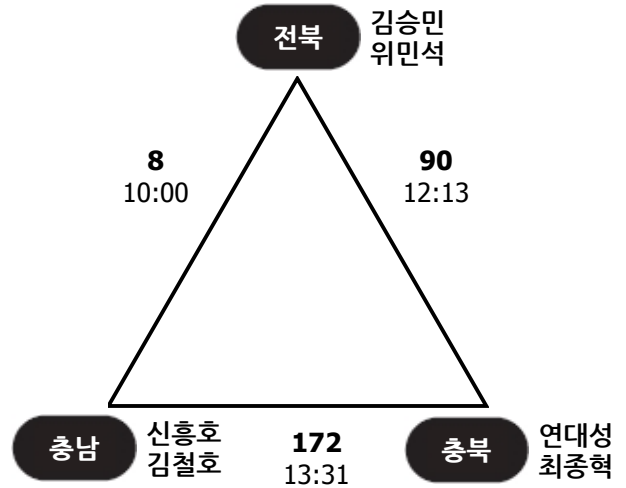 전북
김승민
위민석
8
10:00
90
12:13
충남
신흥호
김철호
172
13:31
충북
연대성
최종혁